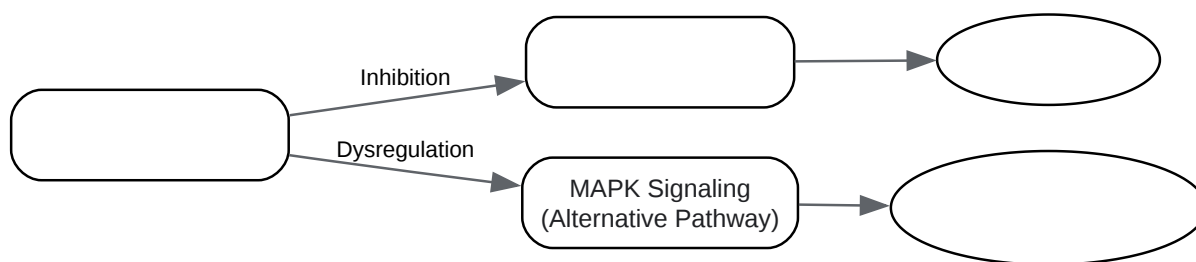 Inhibition
Dysregulation
MAPK Signaling
(Alternative Pathway)